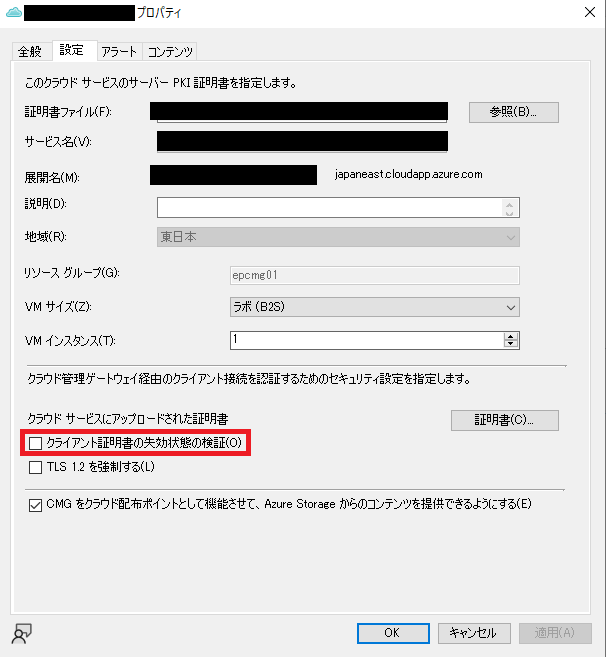 プロパティ
全般 設定 アラート コンテンツ
このクラウド サービスのサーバー PKI 証明書を指定します。
証明書ファイル(F): 参照(B)...
サービス名(V):
展開名(M): japaneast.cloudapp.azure.com
説明(D):
地域(R): 東日本
リソース グループ(G): epcmg01
VM サイズ(Z): ラボ (B2S)
VM インスタンス(T): 1
クラウド管理ゲートウェイ経由のクライアント接続を認証するためのセキュリティ設定を指定します。
クラウド サービスにアップロードされた証明書 証明書(C)...
クライアント証明書の失効状態の検証(O)
TLS 1.2 を強制する(L)
CMG をクラウド配布ポイントとして機能させて、Azure Storage からのコンテンツを提供できるようにする(E)
OK キャンセル 適用(A)